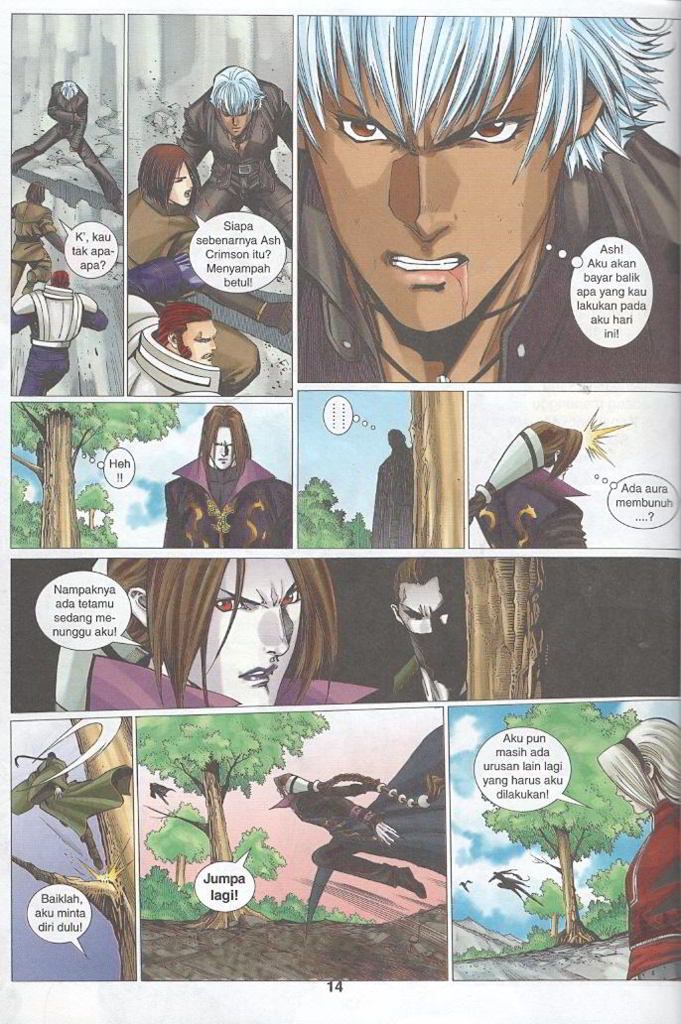 K', kau
tak apa-
apa?
Siapa
sebenarnya Ash
Crimson itu?
Menyampah
betul!
Ash!
Aku akan
bayar balik
apa yang kau
lakukan pada
aku hari
ini!
Heh
!!
Ada aura
membunuh
....?
Nampaknya
ada tetamu
sedang me-
nunggu aku!
Baiklah,
aku minta
diri dulu!
Jumpa
lagi!
Aku pun
masih ada
urusan lain lagi
yang harus aku
dilakukan!
14